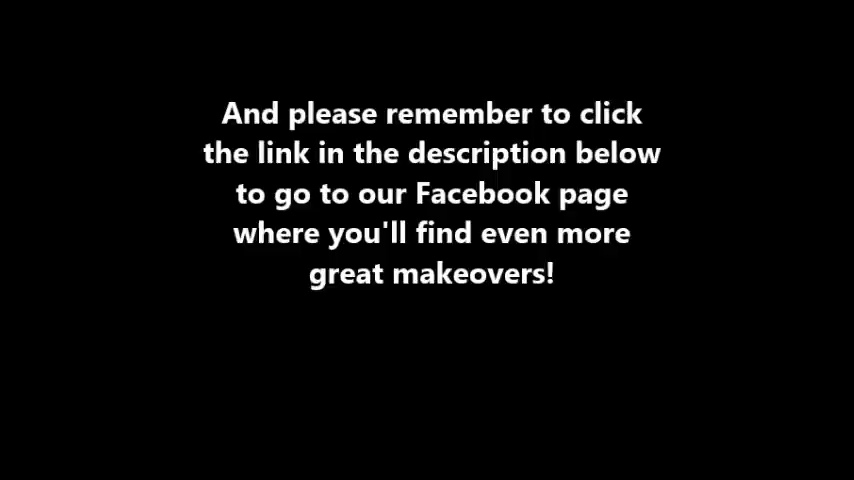 And please remember to click
the link in the description below
to go to our Facebook page
where you'll find even more
great makeovers!